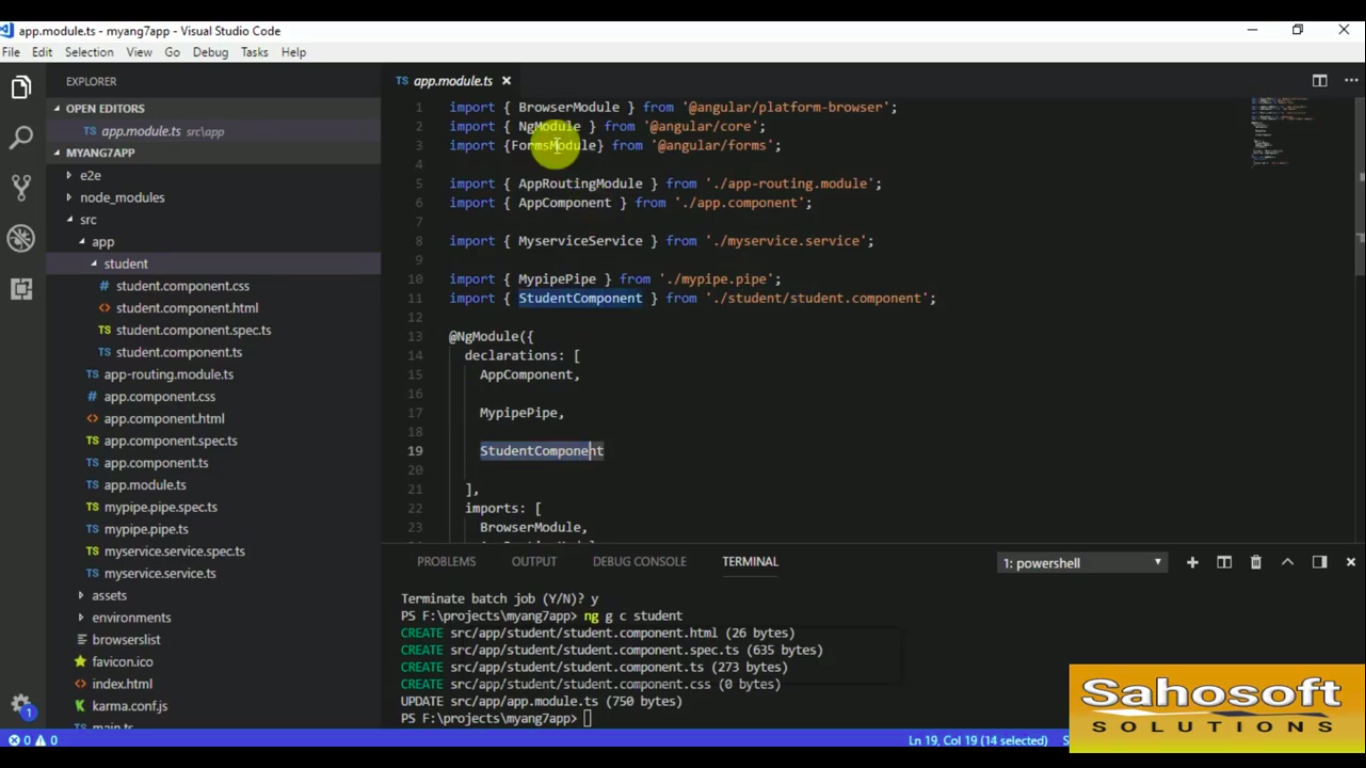 app.module.ts - myang7app - Visual Studio Code
File Edit Selection View Go Debug Tasks Help
EXPLORER
OPEN EDITORS
TS app.module.ts src\app
MYANG7APP
e2e
node_modules
src
app
student
# student.component.css
<> student.component.html
TS student.component.spec.ts
TS student.component.ts
TS app-routing.module.ts
# app.component.css
<> app.component.html
TS app.component.spec.ts
TS app.component.ts
TS app.module.ts
TS mypipe.pipe.spec.ts
TS mypipe.pipe.ts
TS myservice.service.spec.ts
TS myservice.service.ts
assets
environments
browserslist
favicon.ico
<> index.html
karma.conf.js
TS main.ts
1
0 0
TS app.module.ts
1 import { BrowserModule } from '@angular/platform-browser';
2 import { NgModule } from '@angular/core';
3 import {FormsModule} from '@angular/forms';
4
5 import { AppRoutingModule } from './app-routing.module';
6 import { AppComponent } from './app.component';
7
8 import { MyserviceService } from './myservice.service';
9
10 import { MypipePipe } from './mypipe.pipe';
11 import { StudentComponent } from './student/student.component';
12
13 @NgModule({
14 declarations: [
15 AppComponent,
16
17 MypipePipe,
18
19 StudentComponent
20
21 ],
22 imports: [
23 BrowserModule,
PROBLEMS OUTPUT DEBUG CONSOLE TERMINAL 1: powershell
Terminate batch job (Y/N)? y
PS F:\projects\myang7app> ng g c student
CREATE src/app/student/student.component.html (26 bytes)
CREATE src/app/student/student.component.spec.ts (635 bytes)
CREATE src/app/student/student.component.ts (273 bytes)
CREATE src/app/student/student.component.css (0 bytes)
UPDATE src/app/app.module.ts (750 bytes)
PS F:\projects\myang7app>
Ln 19, Col 19 (14 selected)
Sahosoft
SOLUTIONS